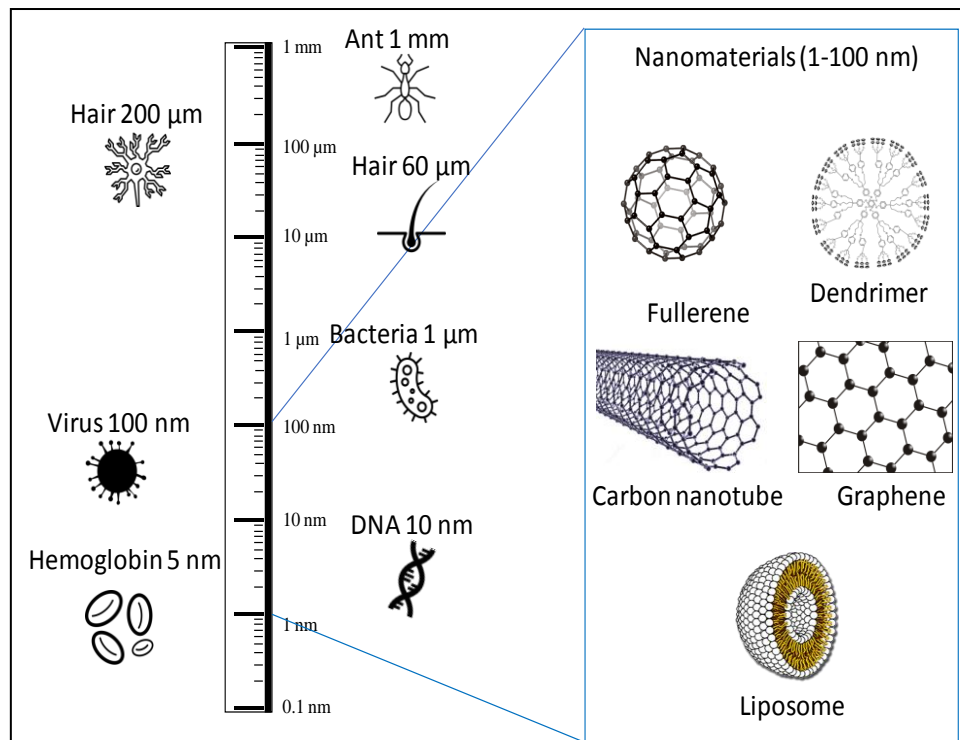 Ant 1 mm
1 mm
Hair 200 µm
100 µm
Hair 60 µm
10 µm
Bacteria 1 µm
1 µm
Virus 100 nm
100 nm
DNA 10 nm
10 nm
Hemoglobin 5 nm
1 nm
0.1 nm
Nanomaterials (1-100 nm)
Fullerene
Dendrimer
Carbon nanotube
Graphene
Liposome